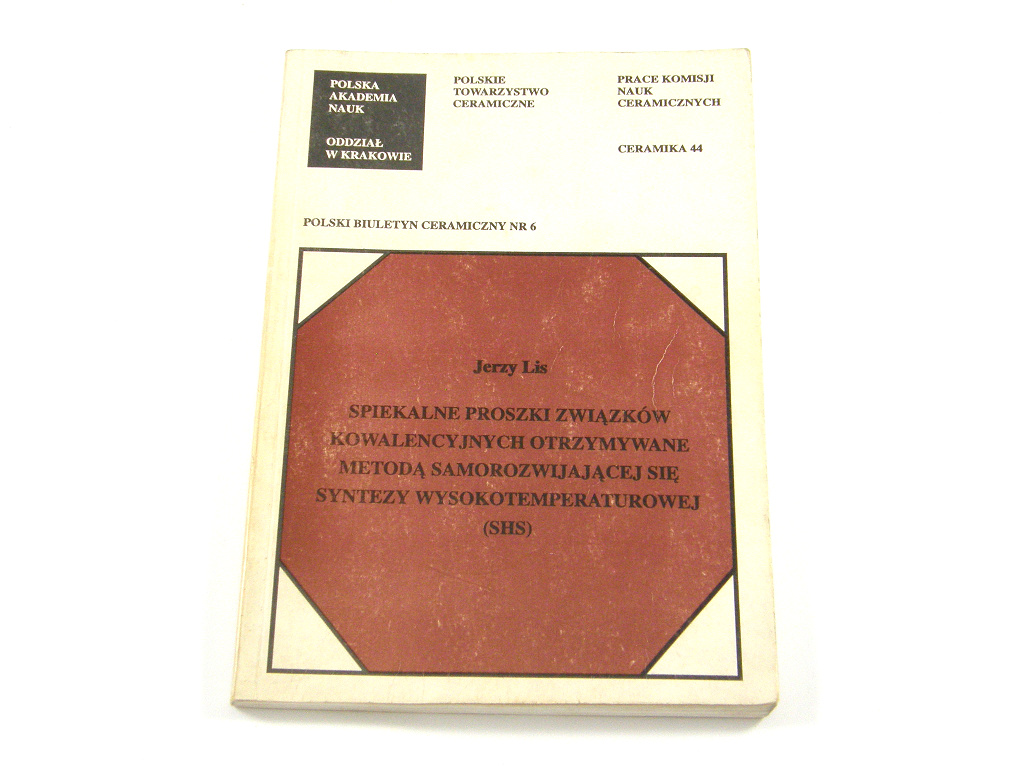 POLSKA
AKADEMIA
NAUK
ODDZIAŁ
W KRAKOWIE
POLSKIE
TOWARZYSTWO
CERAMICZNE
PRACE KOMISJI
NAUK
CERAMICZNYCH
CERAMIKA 44
POLSKI BIULETYN CERAMICZNY NR 6
Jerzy Lis
SPIEKALNE PROSZKI ZWIĄZKÓW
KOWALENCYJNYCH OTRZYMYWANE
METODĄ SAMOROZWIJAJĄCEJ SIĘ
SYNTEZY WYSOKOTEMPERATUROWEJ
(SHS)